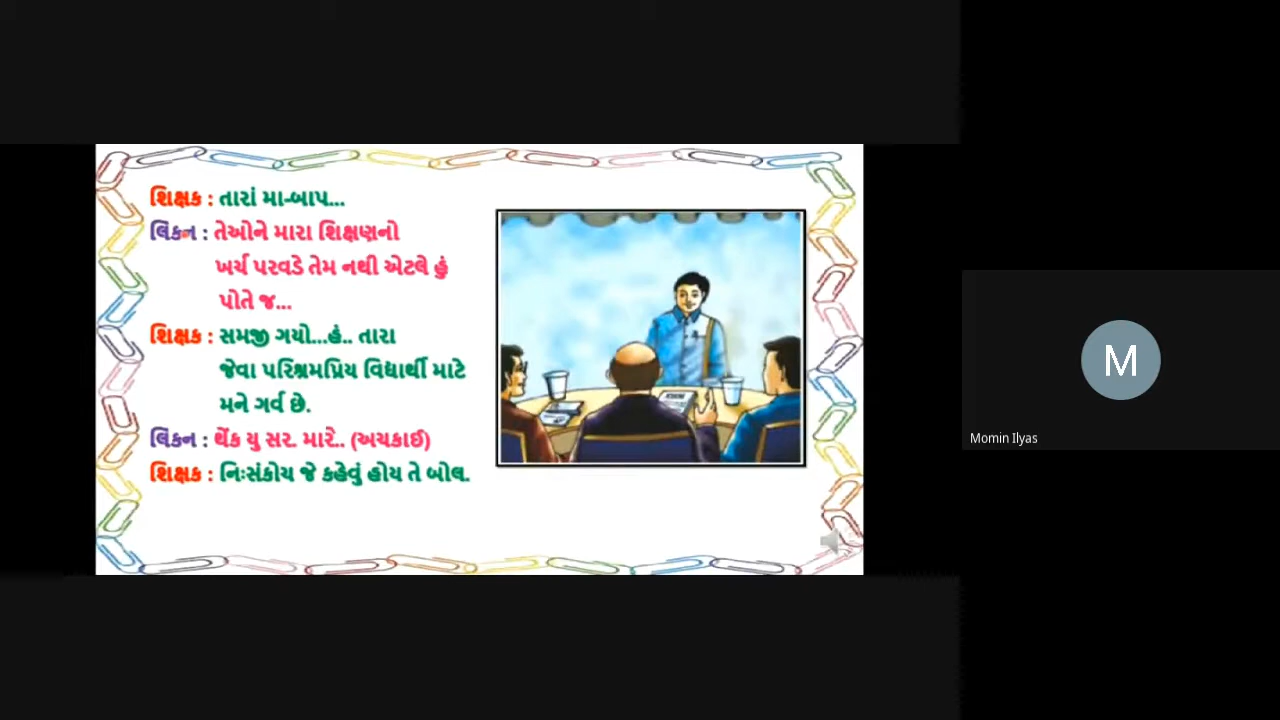 શિક્ષક : તારાં મા-બાપ...
લિંકન : તેઓને મારા શિક્ષણનો
ખર્ચ પરવડે તેમ નથી એટલે હું
પોતે જ...
શિક્ષક : સમજી ગયો...હં.. તારા
જેવા પરિશ્રમપ્રિય વિદ્યાર્થી માટે
મને ગર્વ છે.
લિંકન : થેંક યુ સર. મારે.. (અચકાઈ)
શિક્ષક : નિઃસંકોચ જે કહેવું હોય તે બોલ.
M
Momin Ilyas